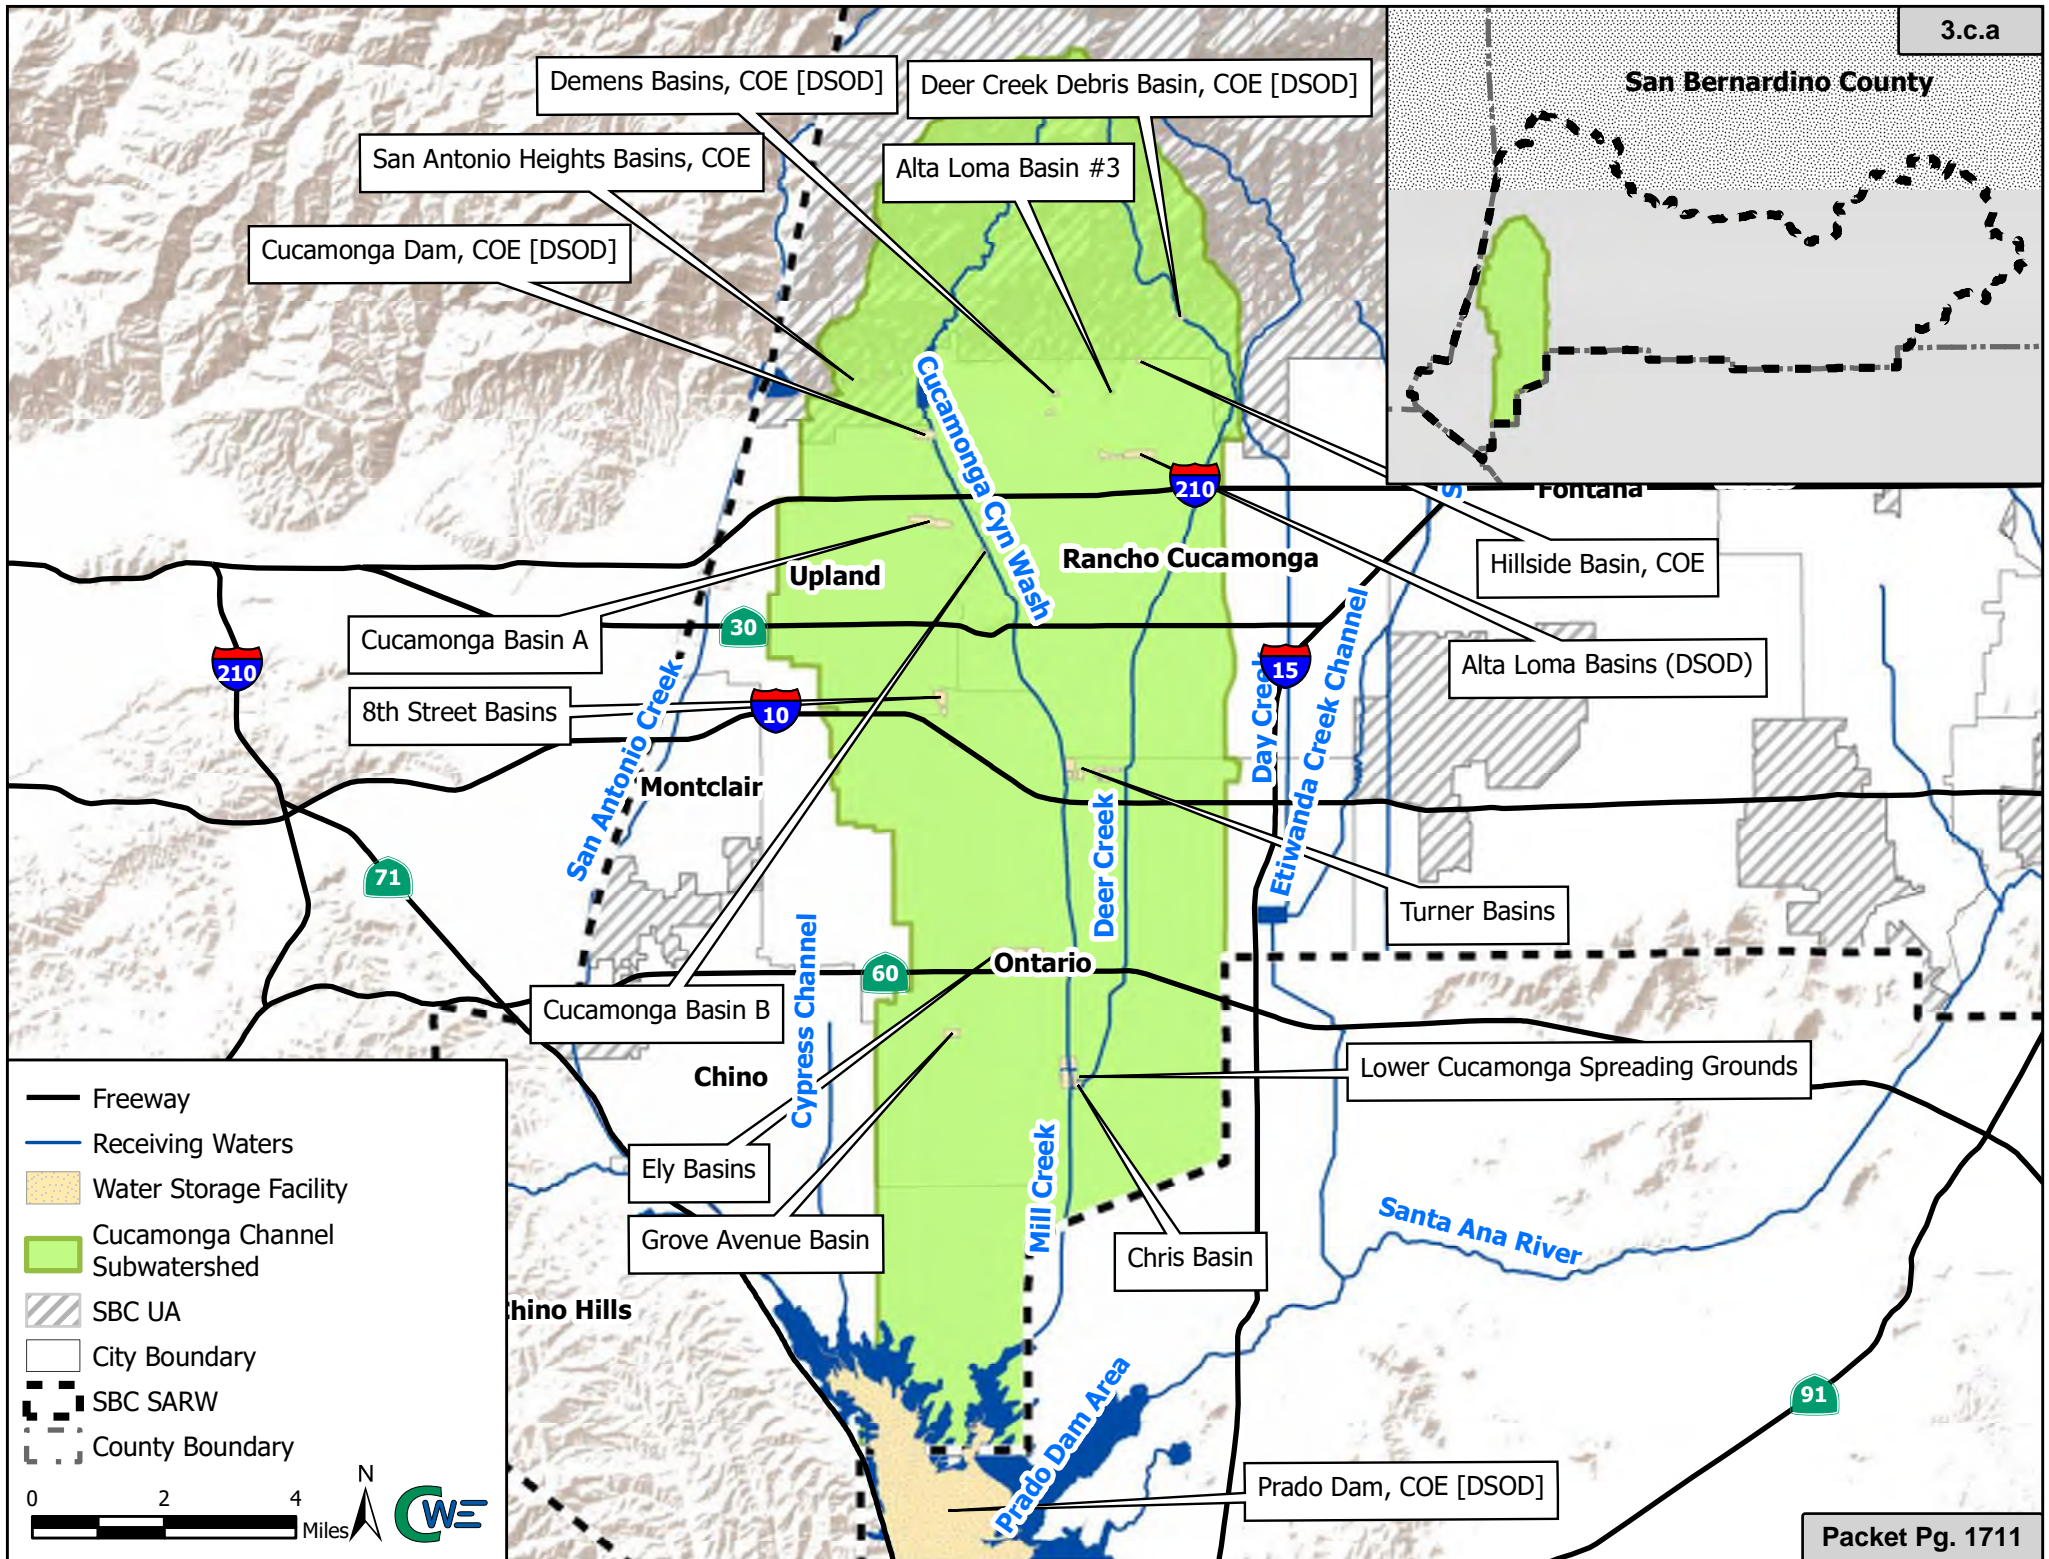 3.c.a
San Bernardino County
Demens Basins, COE [DSOD]
Deer Creek Debris Basin, COE [DSOD]
San Antonio Heights Basins, COE
Alta Loma Basin #3
Cucamonga Dam, COE [DSOD]
Cucamonga Cyn Wash
210
Fontana
S
Rancho Cucamonga
Hillside Basin, COE
Upland
Cucamonga Basin A
30
210
15
Alta Loma Basins (DSOD)
8th Street Basins
10
San Antonio Creek
Montclair
Day Creek
Etiwanda Creek Channel
Deer Creek
71
Turner Basins
Cypress Channel
60
Ontario
Cucamonga Basin B
Chino
Lower Cucamonga Spreading Grounds
Ely Basins
Mill Creek
Grove Avenue Basin
Chris Basin
Santa Ana River
Chino Hills
Prado Dam Area
91
Prado Dam, COE [DSOD]
Freeway
Receiving Waters
Water Storage Facility
Cucamonga Channel
Subwatershed
SBC UA
City Boundary
SBC SARW
County Boundary
N
0 2 4
Miles
CWE
Packet Pg. 1711